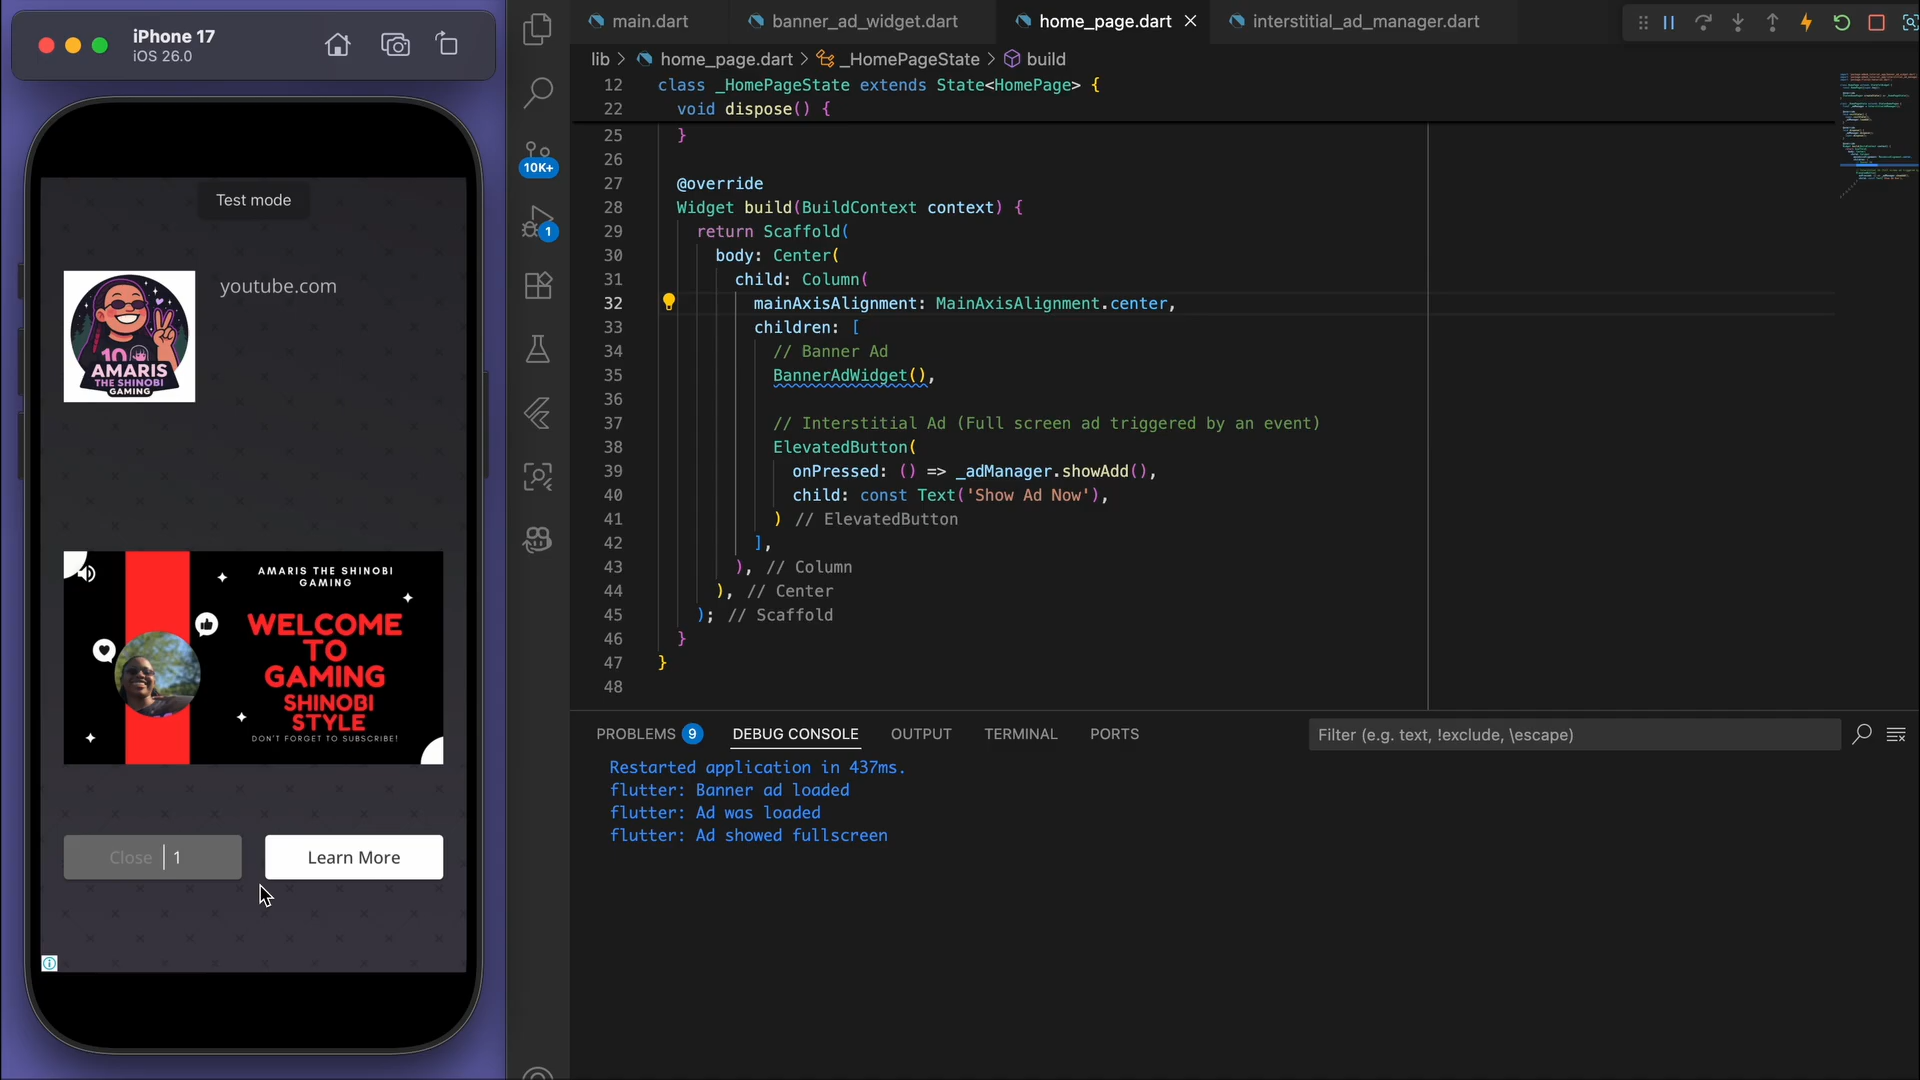 iPhone 17
iOS 26.0
Test mode
youtube.com
10
AMARIS
THE SHINOBI
GAMING
AMARIS THE SHINOBI
GAMING
WELCOME
TO
GAMING
SHINOBI
STYLE
DON'T FORGET TO SUBSCRIBE!
Close | 1
Learn More
10K+
1
main.dart
banner_ad_widget.dart
home_page.dart
interstitial_ad_manager.dart
lib > home_page.dart > _HomePageState > build
12 class _HomePageState extends State<HomePage> {
22 void dispose() {
25 }
26
27 @override
28 Widget build(BuildContext context) {
29 return Scaffold(
30 body: Center(
31 child: Column(
32 mainAxisAlignment: MainAxisAlignment.center,
33 children: [
34 // Banner Ad
35 BannerAdWidget(),
36
37 // Interstitial Ad (Full screen ad triggered by an event)
38 ElevatedButton(
39 onPressed: () => _adManager.showAdd(),
40 child: const Text('Show Ad Now'),
41 ) // ElevatedButton
42 ],
43 ), // Column
44 ), // Center
45 ); // Scaffold
46 }
47 }
48
PROBLEMS 9
DEBUG CONSOLE
OUTPUT
TERMINAL
PORTS
Filter (e.g. text, !exclude, \escape)
Restarted application in 437ms.
flutter: Banner ad loaded
flutter: Ad was loaded
flutter: Ad showed fullscreen